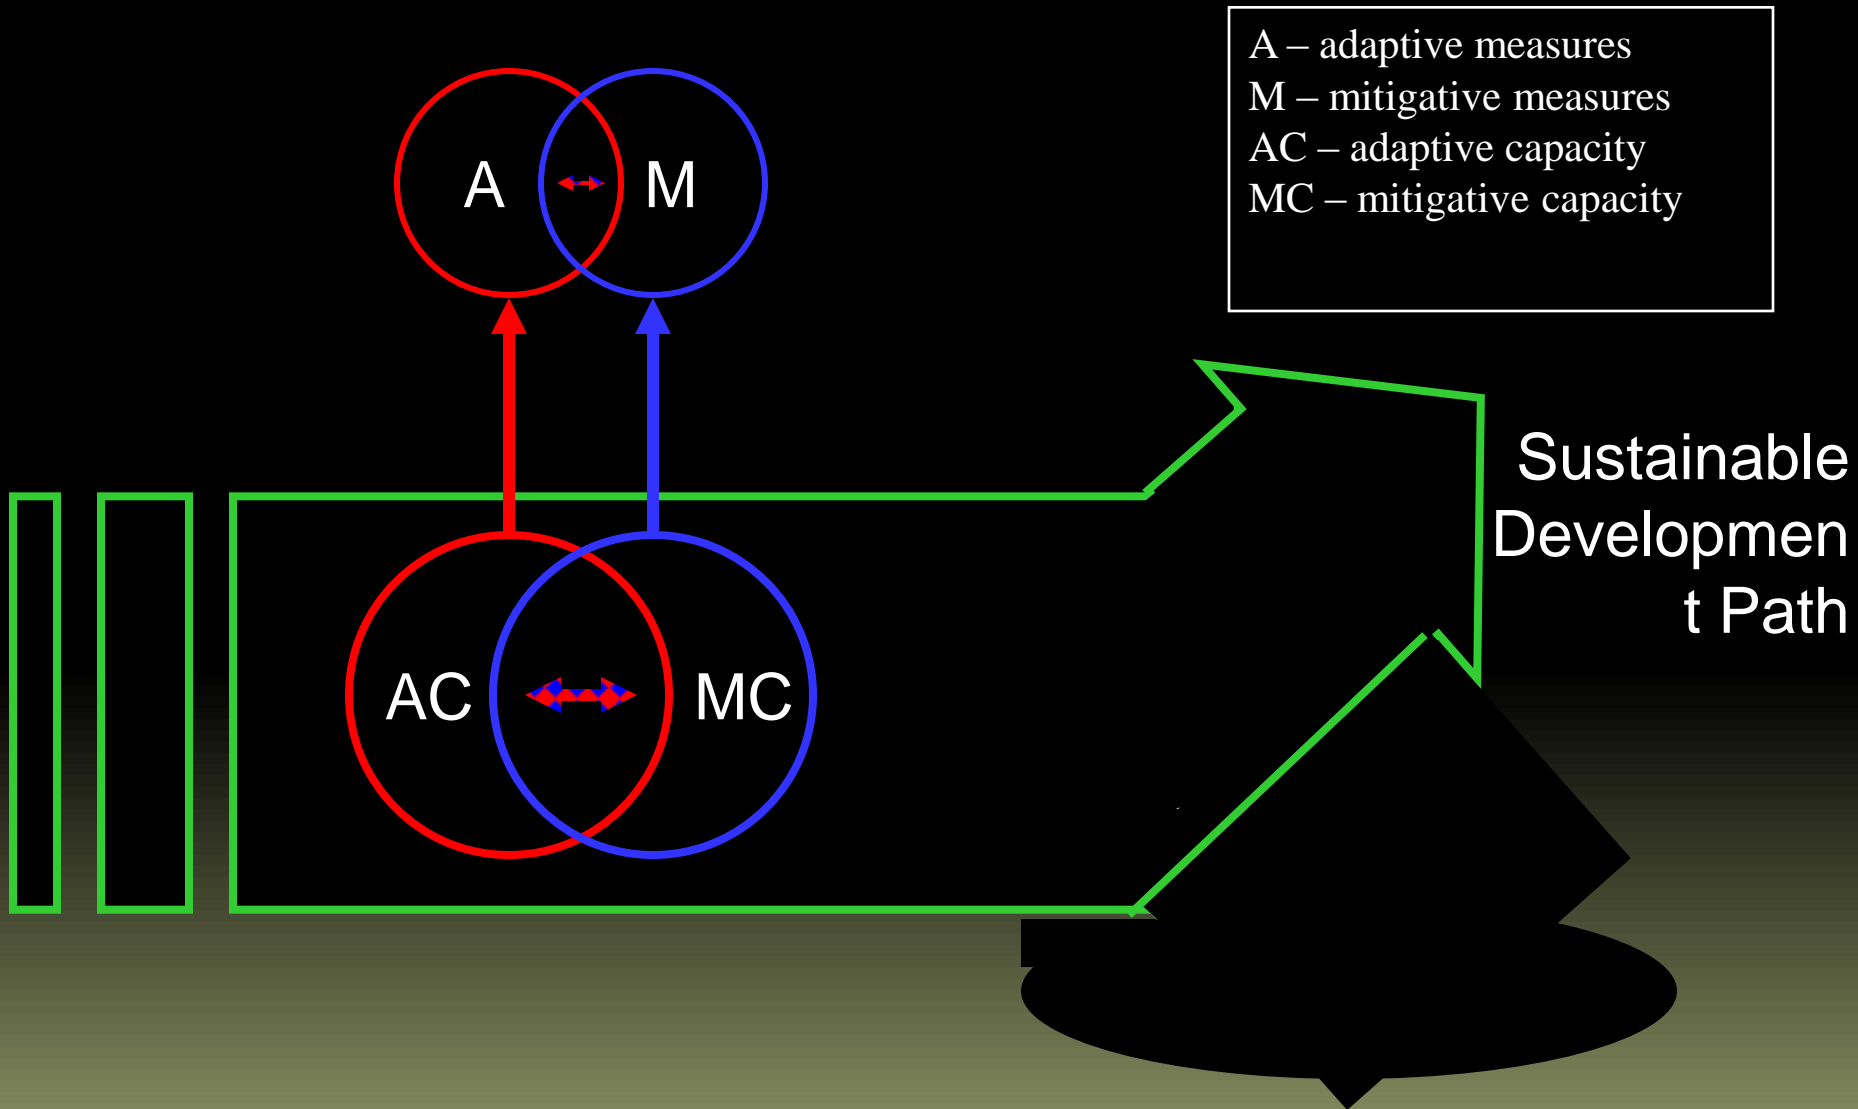 A – adaptive measures
M – mitigative measures
AC – adaptive capacity
MC – mitigative capacity
A
M
Sustainable
Developmen
t Path
AC
MC